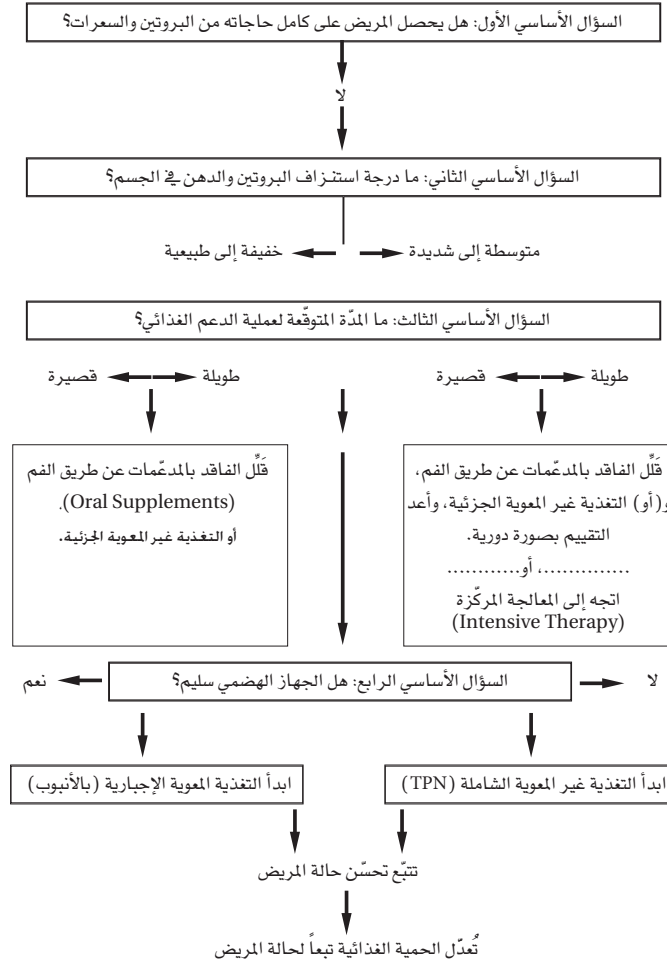 السؤال الأساسي الأول: هل يحصل المريض على كامل حاجاته من البروتين والسعرات؟
لا
السؤال الأساسي الثاني: ما درجة استنزاف البروتين والدهن في الجسم؟
متوسطة إلى شديدة
خفيفة إلى طبيعية
السؤال الأساسي الثالث: ما المدّة المتوقّعة لعملية الدعم الغذائي؟
طويلة
قصيرة
طويلة
قصيرة
قَلِّل الفاقد بالمدعّمات عن طريق الفم،
و(أو) التغذية غير المعوية الجزئية، وأعد
التقييم بصورة دورية.
..............، أو............
اتجه إلى المعالجة المركّزة
(Intensive Therapy)
قَلِّل الفاقد بالمدعّمات عن طريق الفم
(Oral Supplements).
أو التغذية غير المعوية الجزئية.
السؤال الأساسي الرابع: هل الجهاز الهضمي سليم؟
لا
نعم
ابدأ التغذية غير المعوية الشاملة (TPN)
ابدأ التغذية المعوية الإجبارية (بالأنبوب)
تتبّع تحسّن حالة المريض
تُعدّل الحمية الغذائية تبعاً لحالة المريض